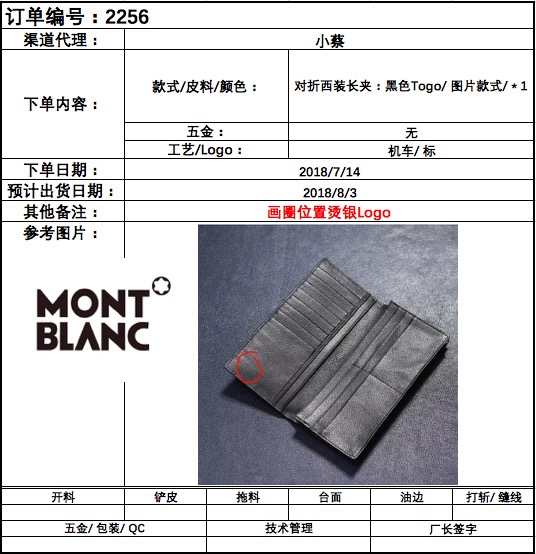 订单编号：2256
渠道代理： 小蔡
下单内容： 款式/皮料/颜色： 对折西装长夹：黑色Togo/ 图片款式/＊1
五金： 无
工艺/Logo： 机车/ 标
下单日期： 2018/7/14
预计出货日期： 2018/8/3
其他备注： 画圈位置烫银Logo
参考图片：
MONT
BLANC
开料 铲皮 拖料 台面 油边 打斩/ 缝线
五金/ 包装/ QC 技术管理 厂长签字